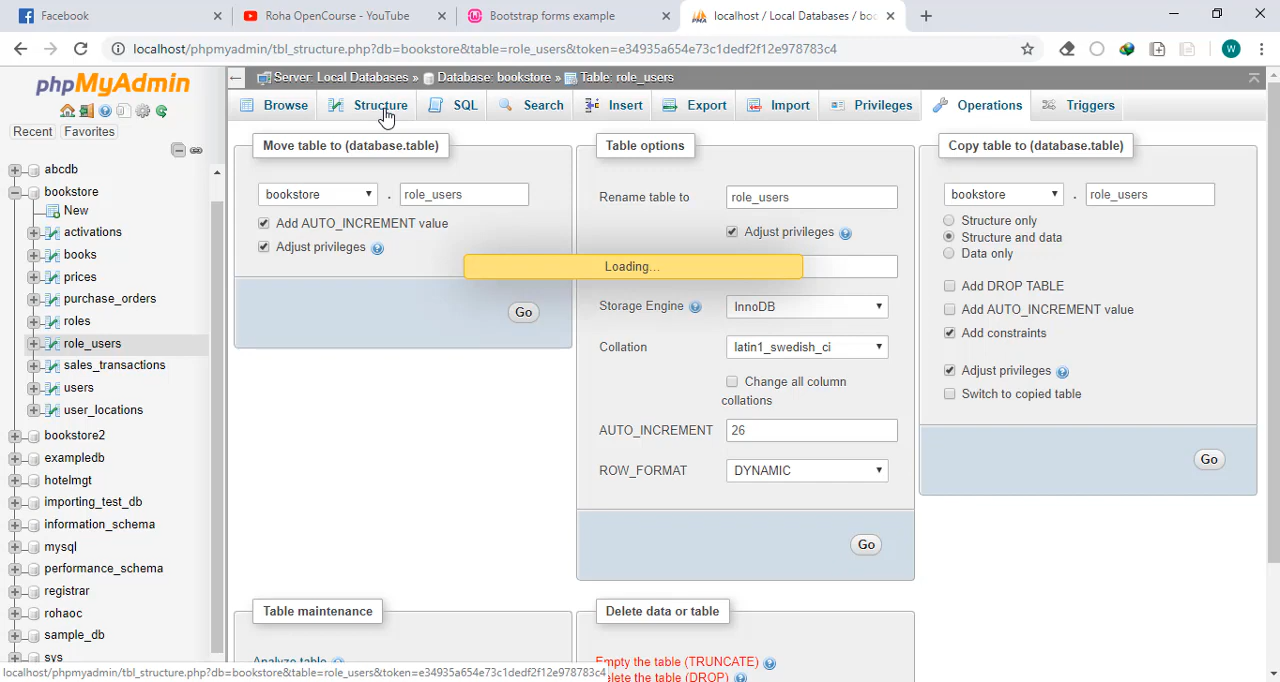 Facebook
Roha OpenCourse - YouTube
Bootstrap forms example
localhost / Local Databases / boo
localhost/phpmyadmin/tbl_structure.php?db=bookstore&table=role_users&token=e34935a654e73c1dedf2f12e978783c4
W
phpMyAdmin
Recent
Favorites
abcdb
bookstore
New
activations
books
prices
purchase_orders
roles
role_users
sales_transactions
users
user_locations
bookstore2
exampledb
hotelmgt
importing_test_db
information_schema
mysql
performance_schema
registrar
rohaoc
sample_db
sys
Server: Local Databases » Database: bookstore » Table: role_users
Browse Structure SQL Search Insert Export Import Privileges Operations Triggers
Move table to (database.table)
bookstore . role_users
Add AUTO_INCREMENT value
Adjust privileges
Go
Table options
Rename table to role_users
Adjust privileges
Loading...
Storage Engine InnoDB
Collation latin1_swedish_ci
Change all column
collations
AUTO_INCREMENT 26
ROW_FORMAT DYNAMIC
Go
Copy table to (database.table)
bookstore . role_users
Structure only
Structure and data
Data only
Add DROP TABLE
Add AUTO_INCREMENT value
Add constraints
Adjust privileges
Switch to copied table
Go
Table maintenance
Analyze table
Delete data or table
Empty the table (TRUNCATE)
Delete the table (DROP)
localhost/phpmyadmin/tbl_structure.php?db=bookstore&table=role_users&token=e34935a654e73c1dedf2f12e978783c4